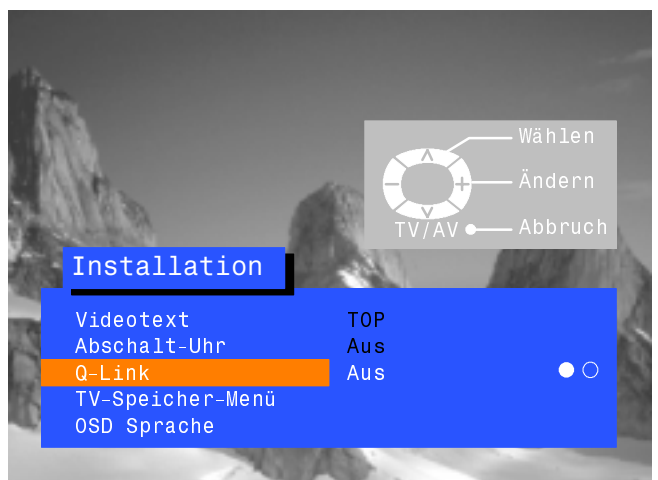 Wählen
Ändern
TV/AV Abbruch
Installation
Videotext TOP
Abschalt-Uhr Aus
Q-Link Aus
TV-Speicher-Menü
OSD Sprache